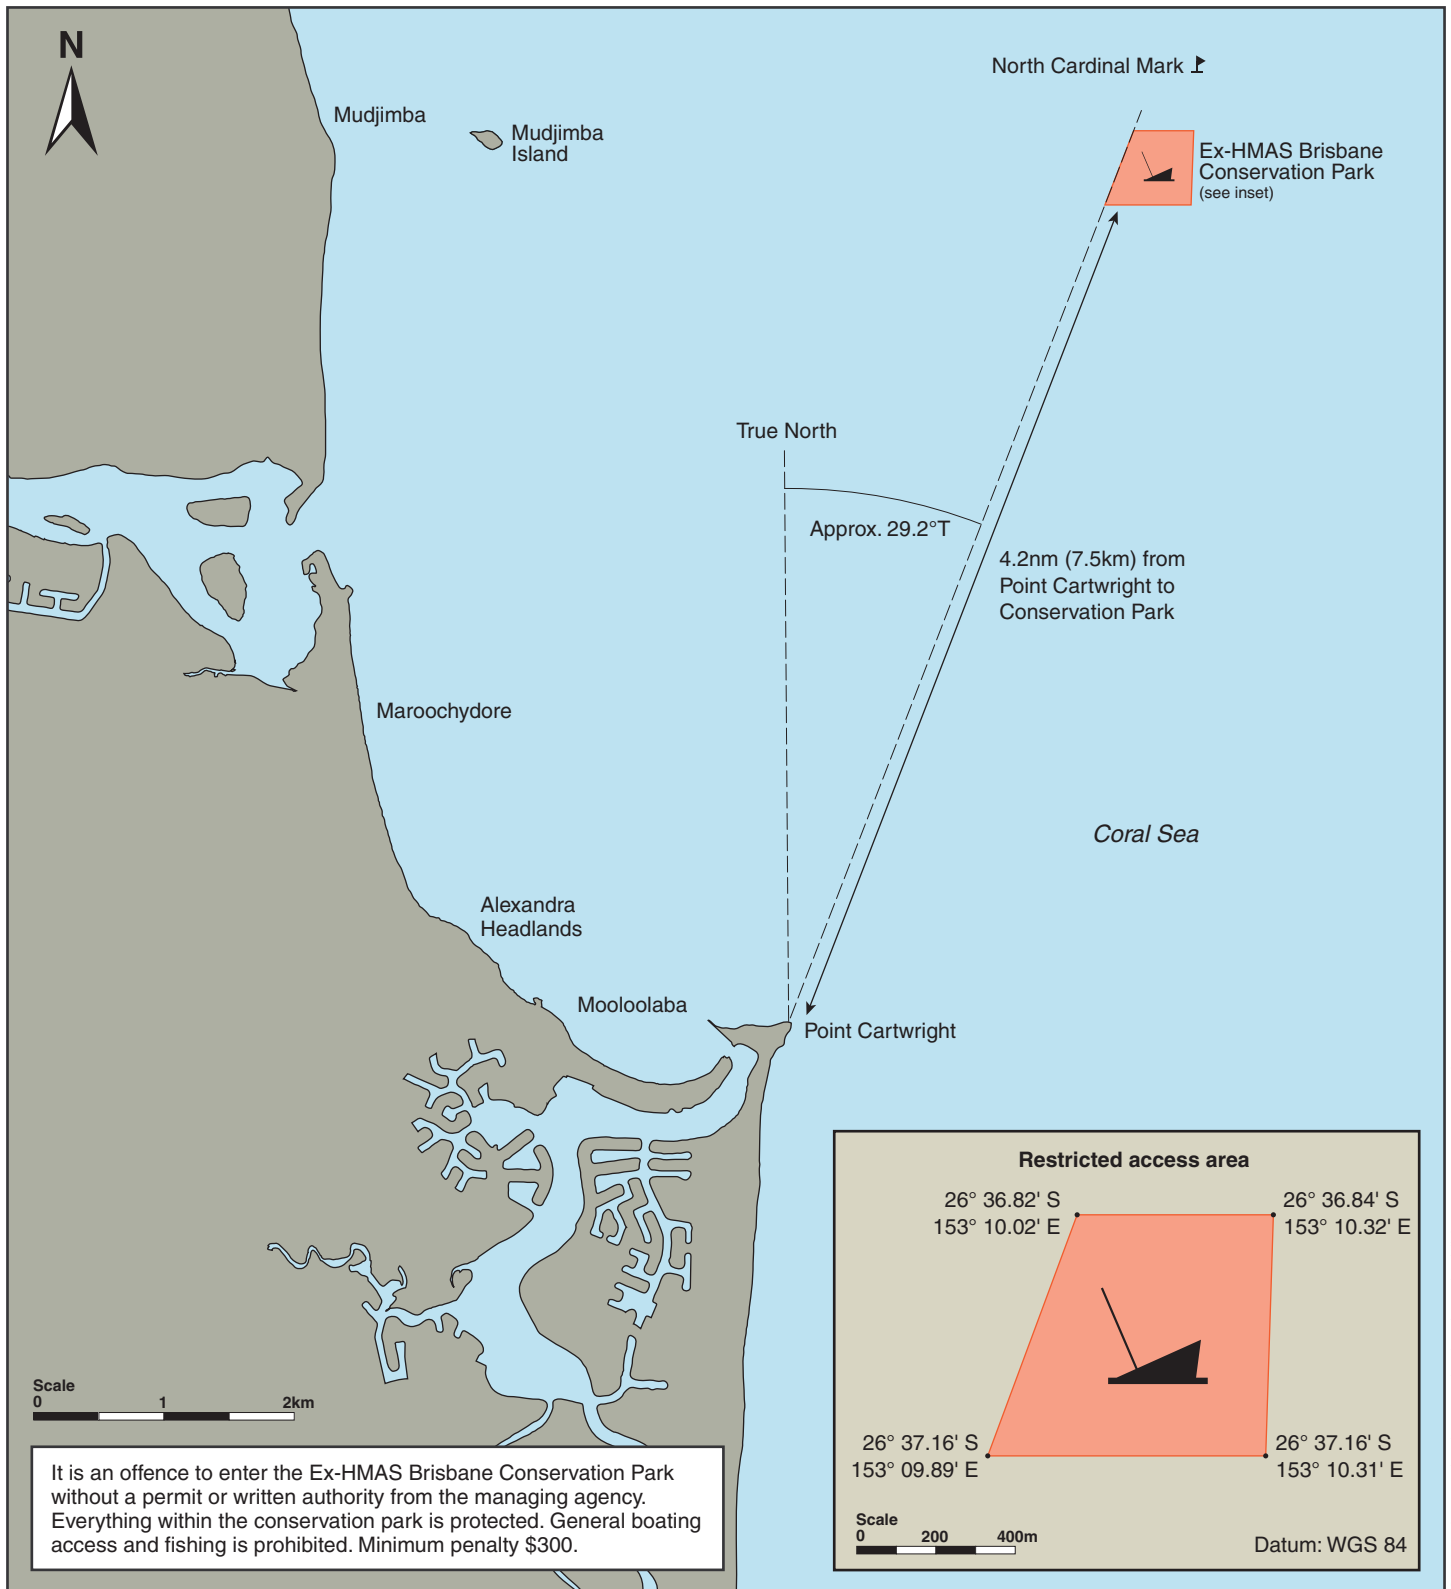 N
North Cardinal Mark
Mudjimba
Mudjimba
Island
Ex-HMAS Brisbane
Conservation Park
(see inset)
True North
Approx. 29.2°T
4.2nm (7.5km) from
Point Cartwright to
Conservation Park
Maroochydore
Coral Sea
Alexandra
Headlands
Mooloolaba
Point Cartwright
Restricted access area
26° 36.82' S
153° 10.02' E
26° 36.84' S
153° 10.32' E
26° 37.16' S
153° 09.89' E
26° 37.16' S
153° 10.31' E
Scale
0 200 400m
Datum: WGS 84
Scale
0 1 2km
It is an offence to enter the Ex-HMAS Brisbane Conservation Park
without a permit or written authority from the managing agency.
Everything within the conservation park is protected. General boating
access and fishing is prohibited. Minimum penalty $300.